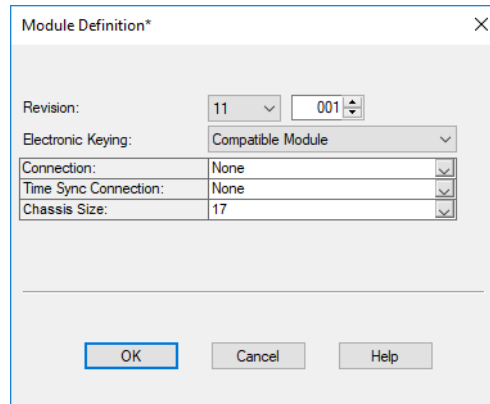 Module Definition*
Revision: 11 001
Electronic Keying: Compatible Module
Connection: None
Time Sync Connection: None
Chassis Size: 17
OK Cancel Help